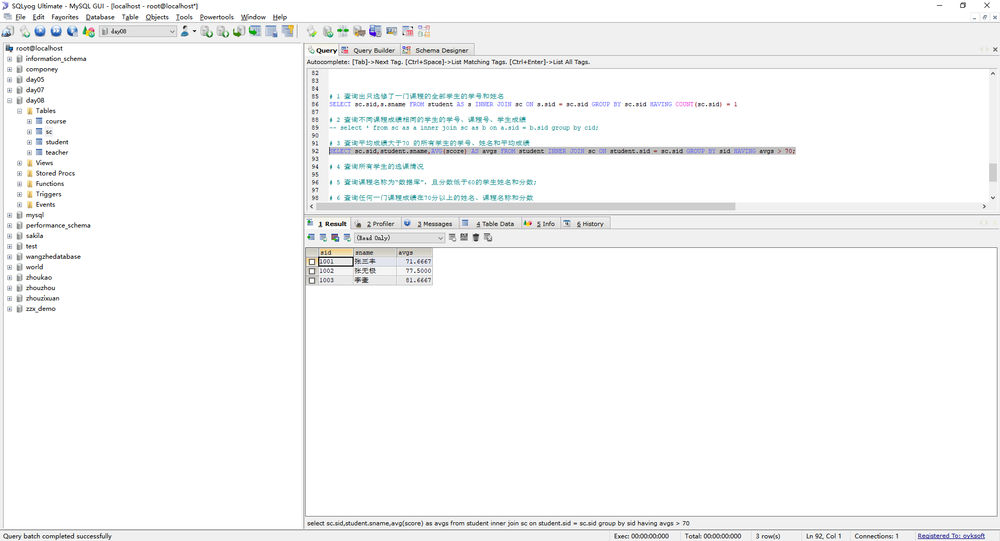 SQLyog Ultimate - MySQL GUI - [localhost - root@localhost*]
File Edit Favorites Database Table Objects Tools Powertools Window Help
day08
root@localhost
information_schema
componey
day05
day07
day08
Tables
course
sc
student
teacher
Views
Stored Procs
Functions
Triggers
Events
mysql
performance_schema
sakila
test
wangzhedatabase
world
zhoukao
zhouzhou
zhouzixuan
zzx_demo
Query Query Builder Schema Designer
Autocomplete: [Tab]->Next Tag. [Ctrl+Space]->List Matching Tags. [Ctrl+Enter]->List All Tags.
82
83
84
85 # 1 查询出只选修了一门课程的全部学生的学号和姓名
86 SELECT sc.sid,s.sname FROM student AS s INNER JOIN sc ON s.sid = sc.sid GROUP BY sc.sid HAVING COUNT(sc.sid) = 1
87
88 # 2 查询不同课程成绩相同的学生的学号、课程号、学生成绩
89 -- select * from sc as a inner join sc as b on a.sid = b.sid group by cid;
90
91 # 3 查询平均成绩大于70 的所有学生的学号、姓名和平均成绩
92 SELECT sc.sid,student.sname,AVG(score) AS avgs FROM student INNER JOIN sc ON student.sid = sc.sid GROUP BY sid HAVING avgs > 70;
93
94 # 4 查询所有学生的选课情况
95
96 # 5 查询课程名称为“数据库”，且分数低于60的学生姓名和分数;
97
98 # 6 查询任何一门课程成绩在70分以上的姓名、课程名称和分数
1 Result 2 Profiler 3 Messages 4 Table Data 5 Info 6 History
(Read Only)
sid sname avgs
1001 张三丰 71.6667
1002 张无极 77.5000
1003 李奎 81.6667
select sc.sid,student.sname,avg(score) as avgs from student inner join sc on student.sid = sc.sid group by sid having avgs > 70
Query batch completed successfully Exec: 00:00:00:000 Total: 00:00:00:000 3 row(s) Ln 92, Col 1 Connections: 1 Registered To: ovksoft